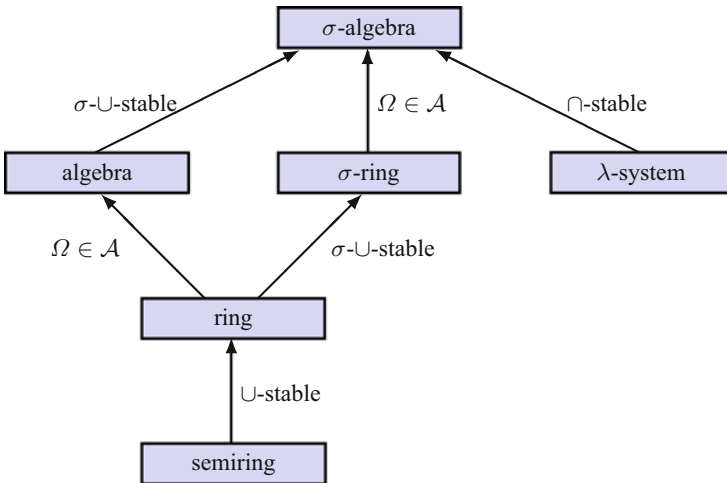 σ-algebra
σ-∪-stable
Ω ∈ 𝒜
∩-stable
algebra
σ-ring
λ-system
Ω ∈ 𝒜
σ-∪-stable
ring
∪-stable
semiring